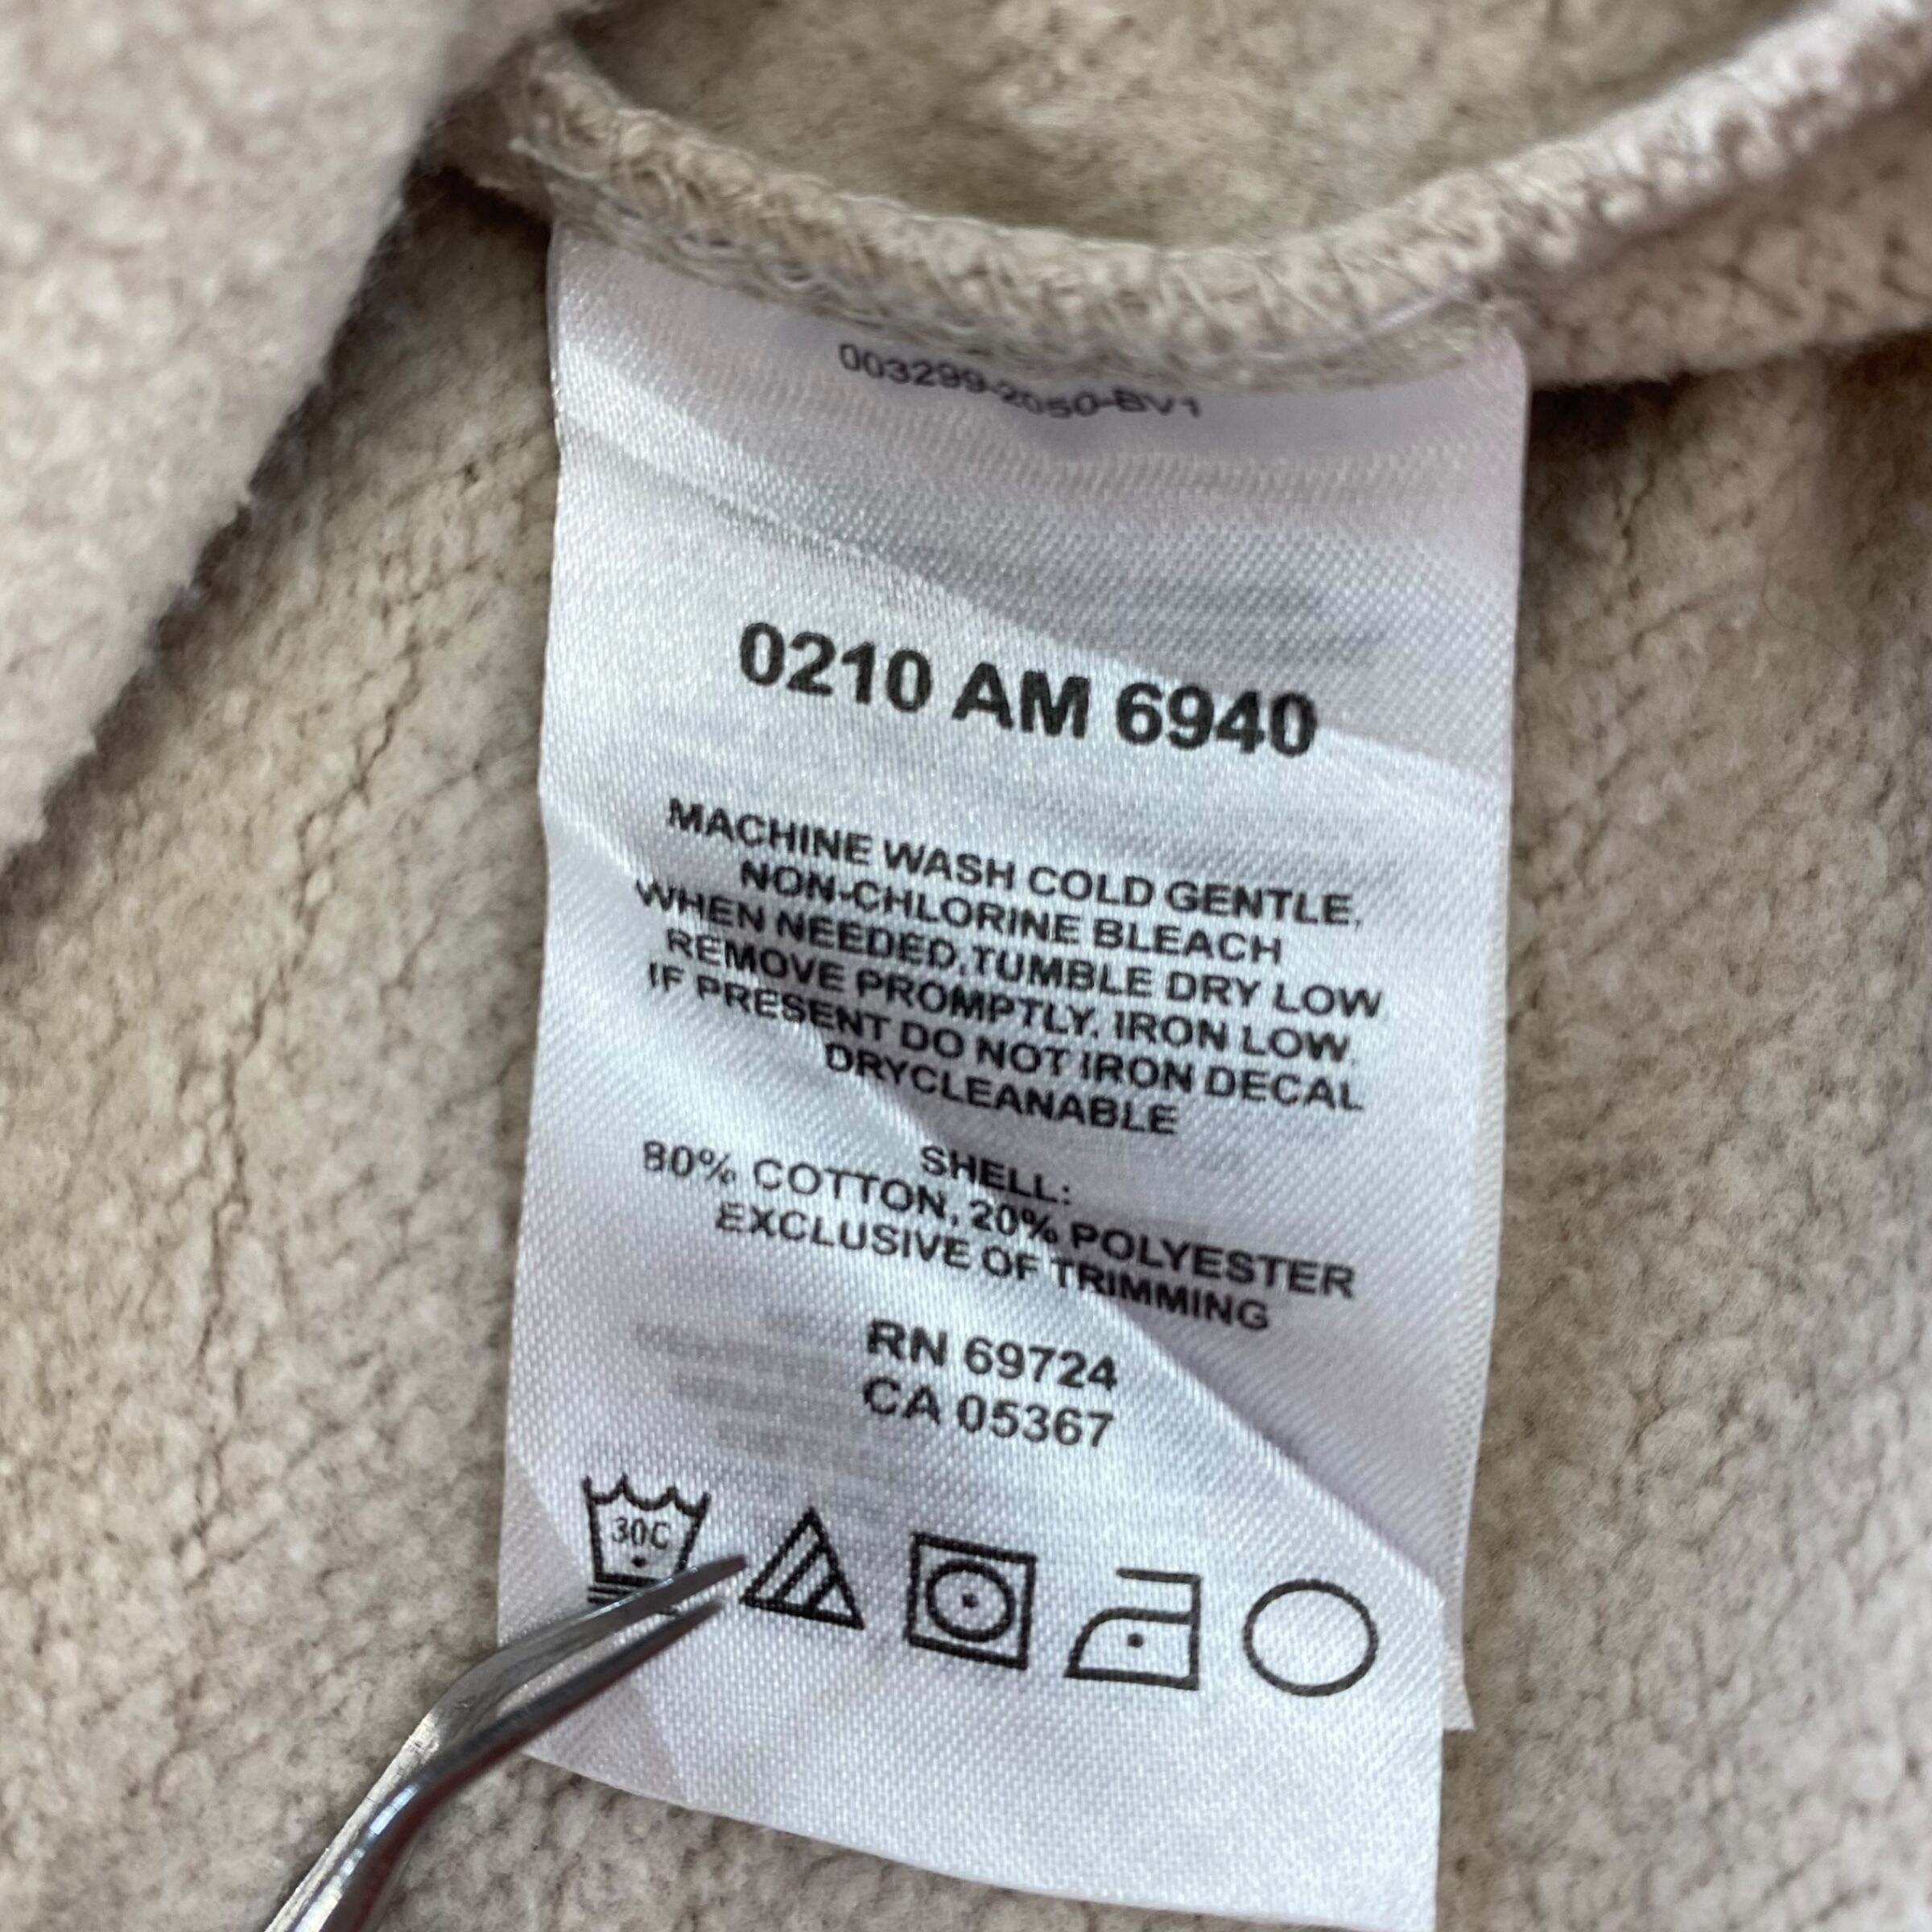 003299-2050-BV1
0210 AM 6940
MACHINE WASH COLD GENTLE.
NON-CHLORINE BLEACH
WHEN NEEDED.TUMBLE DRY LOW
REMOVE PROMPTLY. IRON LOW.
IF PRESENT DO NOT IRON DECAL
DRYCLEANABLE
SHELL:
80% COTTON, 20% POLYESTER
EXCLUSIVE OF TRIMMING
RN 69724
CA 05367
30C